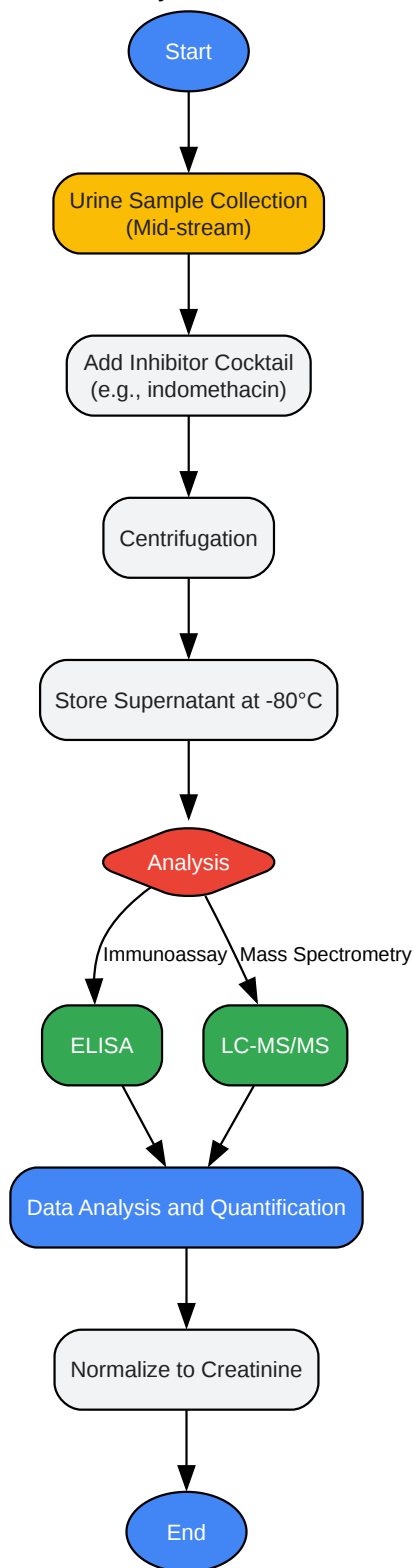 Start
Urine Sample Collection
(Mid-stream)
Add Inhibitor Cocktail
(e.g., indomethacin)
Centrifugation
Store Supernatant at -80°C
Analysis
Immunoassay
Mass Spectrometry
ELISA
LC-MS/MS
Data Analysis and Quantification
Normalize to Creatinine
End